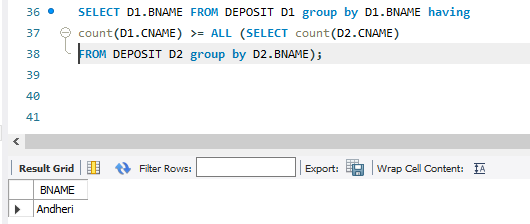 36 SELECT D1.BNAME FROM DEPOSIT D1 group by D1.BNAME having
37 count(D1.CNAME) >= ALL (SELECT count(D2.CNAME)
38 FROM DEPOSIT D2 group by D2.BNAME);
39
40
41
Result Grid Filter Rows: Export: Wrap Cell Content: IA
BNAME
Andheri